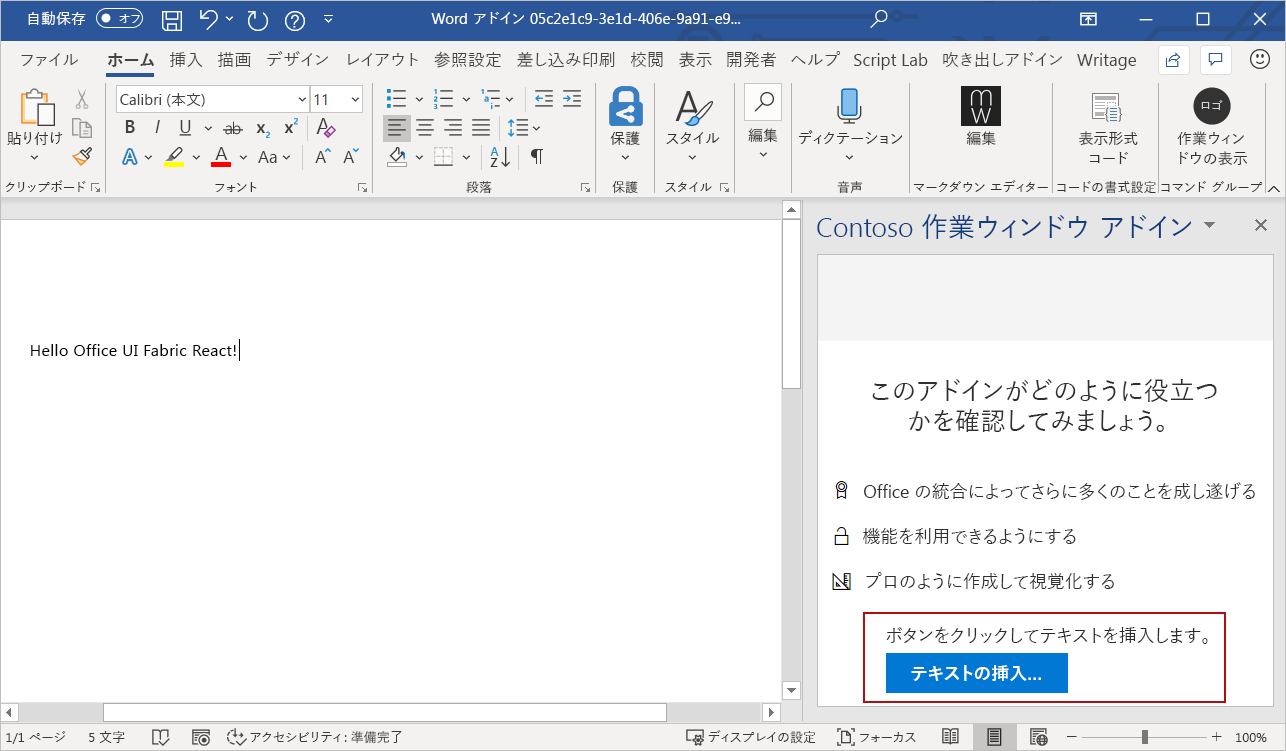 自動保存 オフ Word アドイン 05c2e1c9-3e1d-406e-9a91-e9...
ファイル ホーム 挿入 描画 デザイン レイアウト 参照設定 差し込み印刷 校閲 表示 開発者 ヘルプ Script Lab 吹き出しアドイン Writage
貼り付け
クリップボード
Calibri (本文) 11
B I U ab x₂ x² A
A A Aa A A
フォント
段落
保護
保護
スタイル
スタイル
編集
ディクテーション
音声
編集
マークダウン エディター
表示形式
コード
コードの書式設定
ロゴ
作業ウィン
ドウの表示
コマンド グループ
Hello Office UI Fabric React!
Contoso 作業ウィンドウ アドイン
このアドインがどのように役立つ
かを確認してみましょう。
Office の統合によってさらに多くのことを成し遂げる
機能を利用できるようにする
プロのように作成して視覚化する
ボタンをクリックしてテキストを挿入します。
テキストの挿入...
1/1 ページ 5 文字 アクセシビリティ: 準備完了 ディスプレイの設定 フォーカス 100%